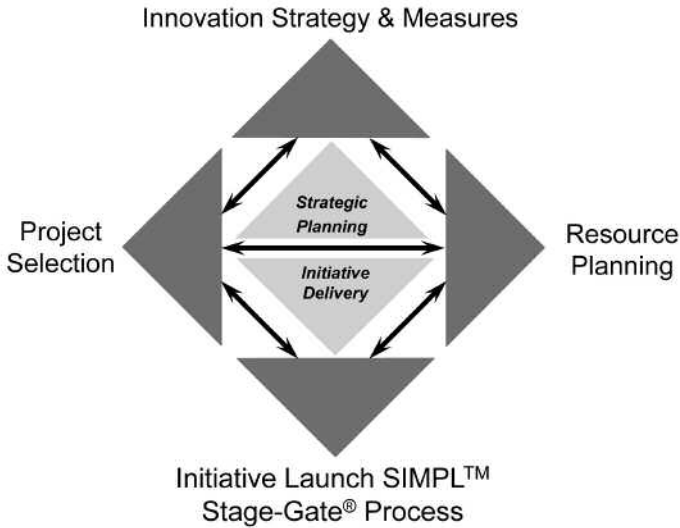 Innovation Strategy & Measures
Strategic
Planning
Project
Selection
Resource
Planning
Initiative
Delivery
Initiative Launch SIMPL™
Stage-Gate® Process